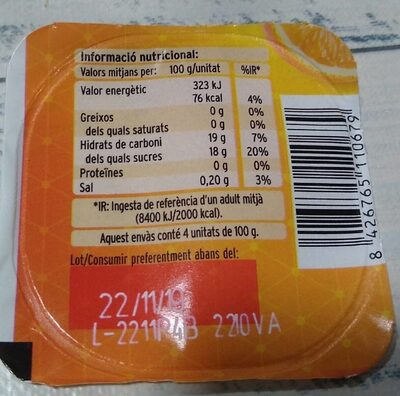 Informació nutricional:
Valors mitjans per: 100 g/unitat %IR*
Valor energètic 323 kJ
76 kcal 4%
Greixos 0 g 0%
dels quals saturats 0 g 0%
Hidrats de carboni 19 g 7%
dels quals sucres 18 g 20%
Proteïnes 0 g 0%
Sal 0,20 g 3%
*IR: Ingesta de referència d'un adult mitjà
(8400 kJ/2000 kcal).
Aquest envàs conté 4 unitats de 100 g.
Lot/Consumir preferentment abans del:
22/11/19
2210 V A
8 426765 110679